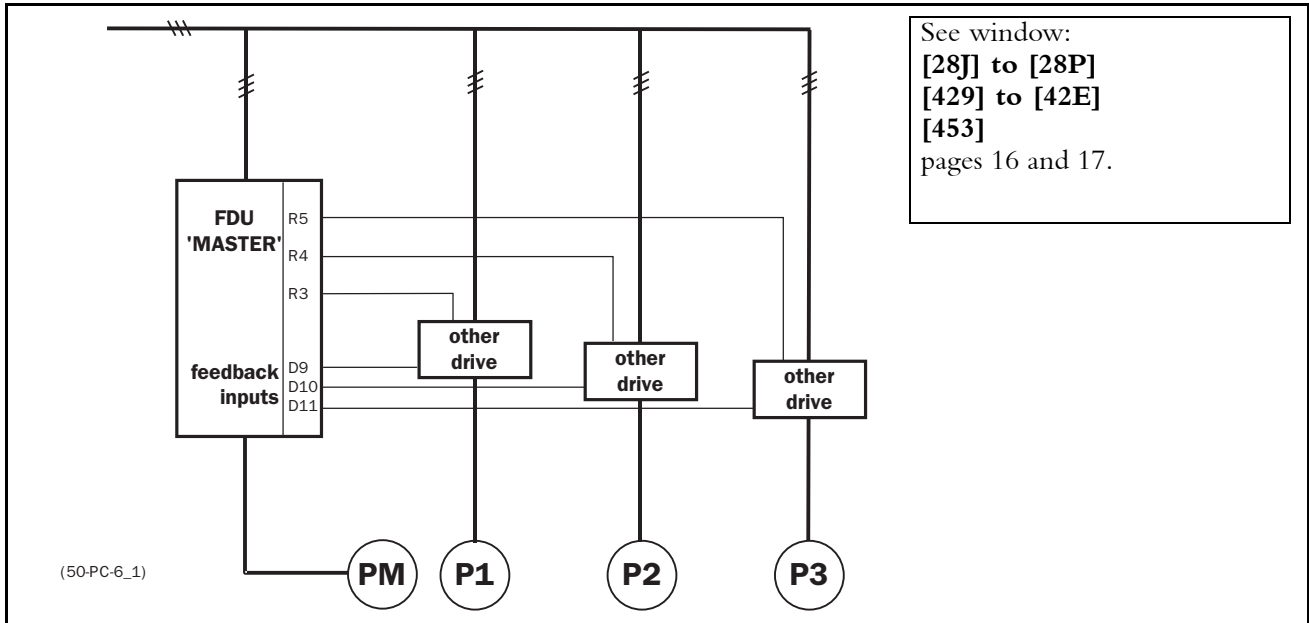 See window:
[28J] to [28P]
[429] to [42E]
[453]
pages 16 and 17.
FDU
'MASTER'
R5
R4
R3
feedback
inputs
D9
D10
D11
other
drive
other
drive
other
drive
(50-PC-6_1)
PM
P1
P2
P3